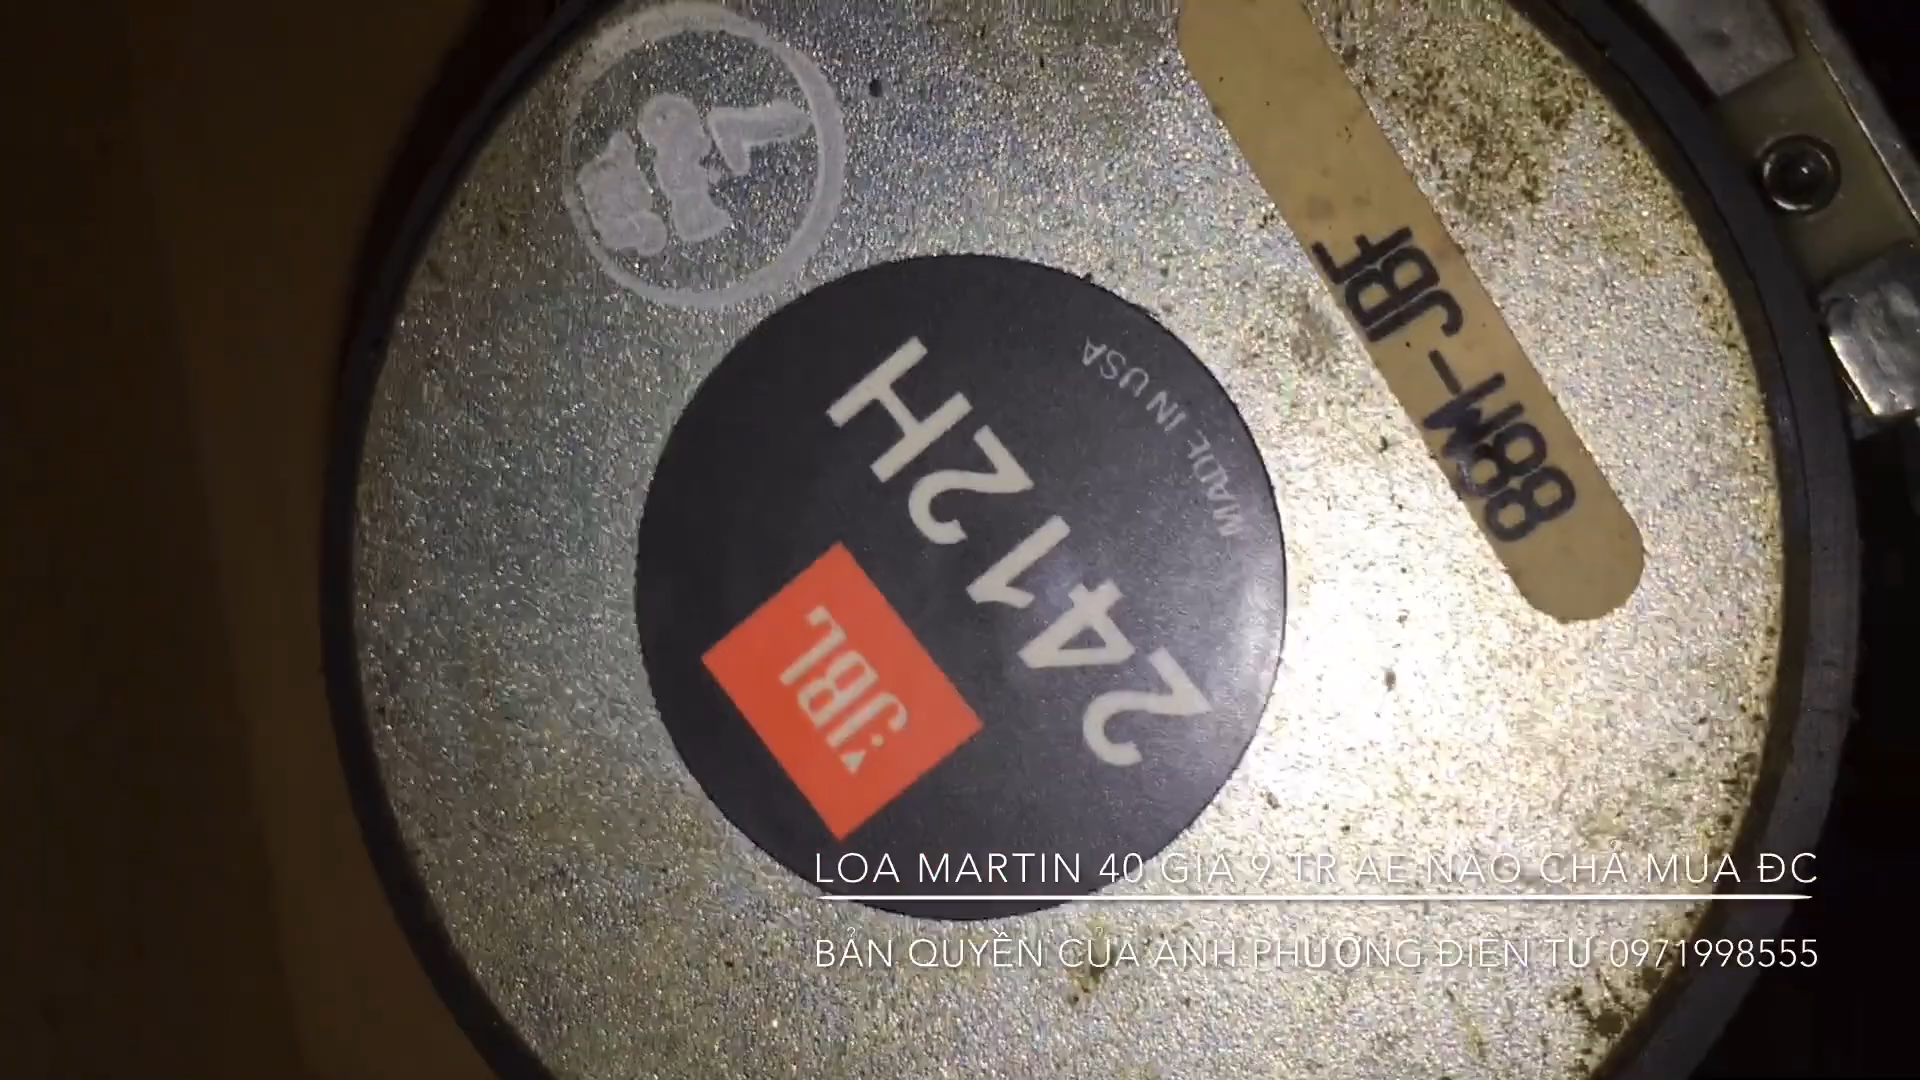 JBL
2412H
MADE IN USA
88M-JBF
LOA MARTIN 40 GIÁ 9 TR AE NÀO CHẢ MUA ĐC
BẢN QUYỀN CỦA ANH PHƯƠNG ĐIỆN TỬ 0971998555